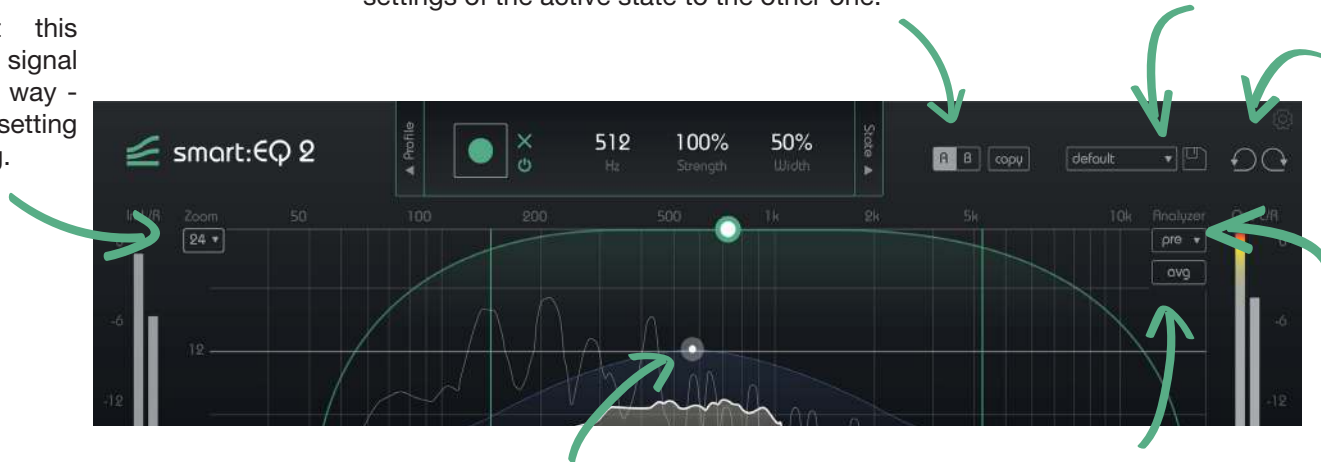 settings of the active state to the other one.
this
signal
way -
setting
smart:EQ 2
◀ Profile
512
Hz
100%
Strength
50%
Width
State ▶
A B copy
default
Zoom 50 100 200 500 1k 2k 5k 10k Analyzer
24
pre
avg
-6
-6
12
-12
-12